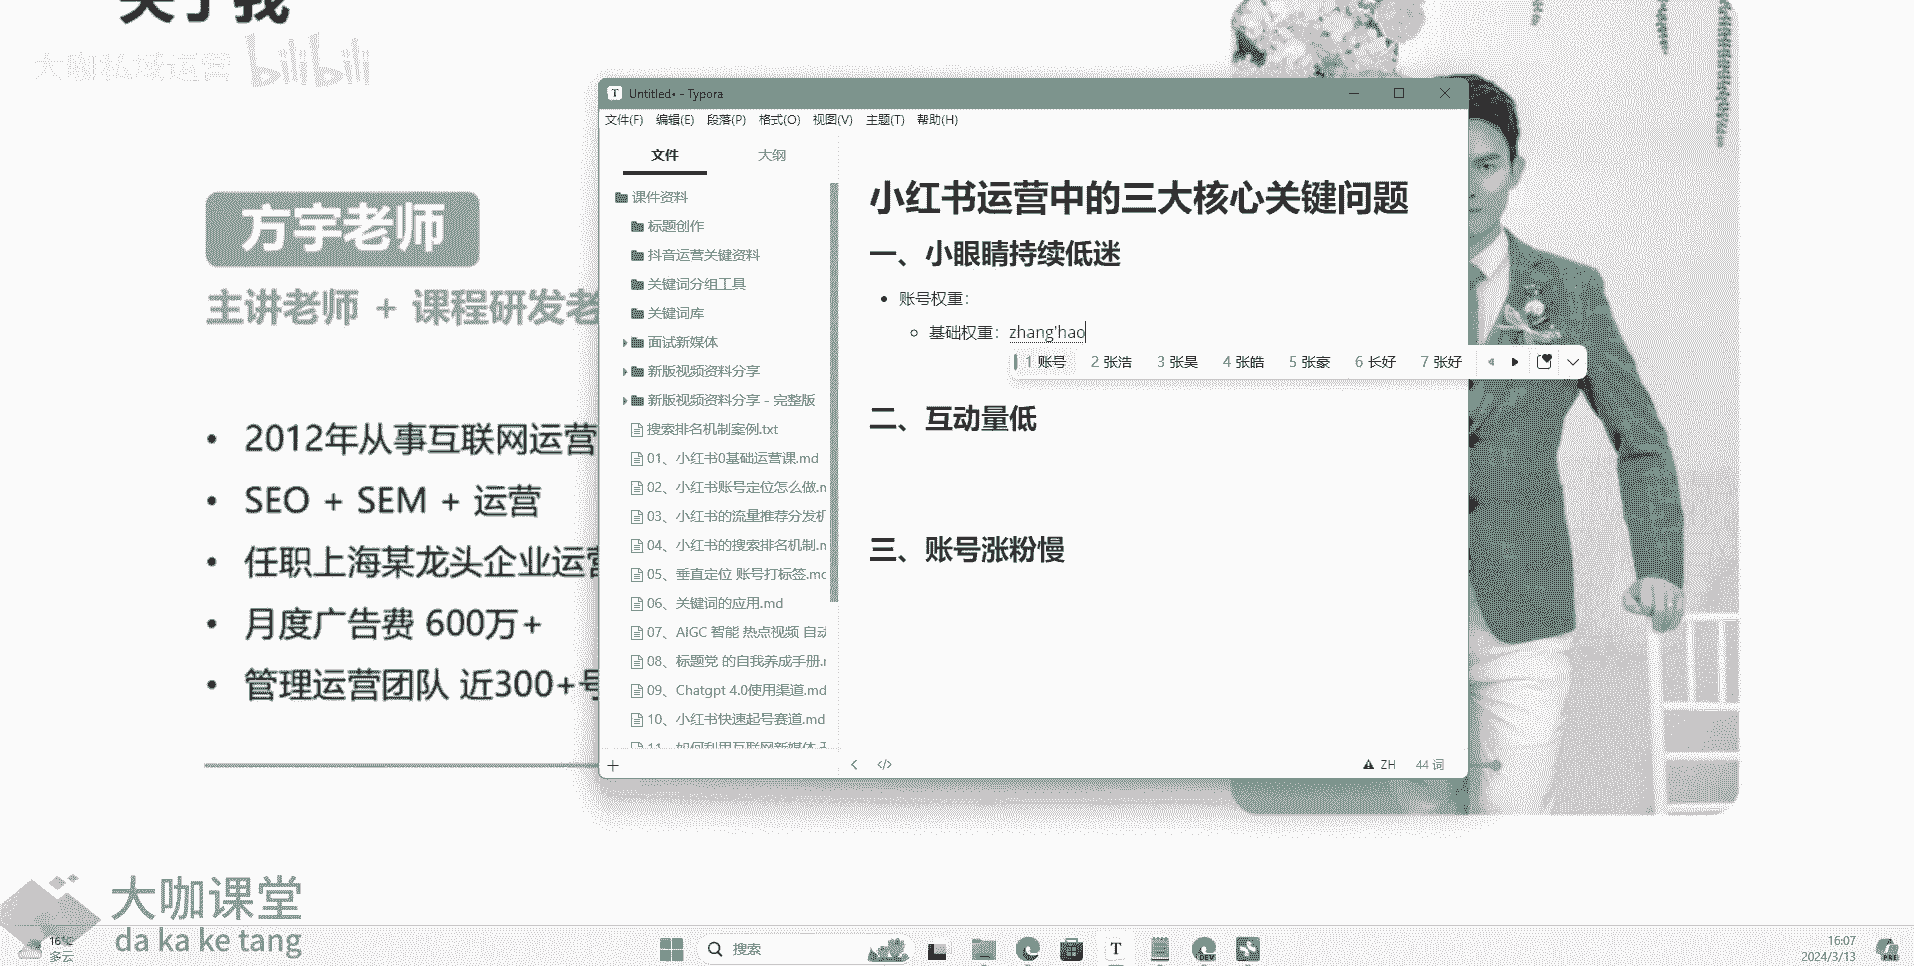 关于我
大咖私域运营 bilibili
方宇老师
主讲老师 + 课程研发老
• 2012年从事互联网运营
• SEO + SEM + 运营
• 任职上海某龙头企业运营
• 月度广告费 600万+
• 管理运营团队 近300+号
Untitled• - Typora
文件(F) 编辑(E) 段落(P) 格式(O) 视图(V) 主题(T) 帮助(H)
文件 大纲
课件资料
标题创作
抖音运营关键资料
关键词分组工具
关键词库
面试新媒体
新版视频资料分享
新版视频资料分享 - 完整版
搜索排名机制案例.txt
01、小红书0基础运营课.md
02、小红书账号定位怎么做.m
03、小红书的流量推荐分发机
04、小红书的搜索排名机制.m
05、垂直定位 账号打标签.mc
06、关键词的应用.md
07、AIGC 智能 热点视频 自动
08、标题党 的自我养成手册.r
09、Chatgpt 4.0使用渠道.md
10、小红书快速起号赛道.md
11、如何利用互联网新媒体
小红书运营中的三大核心关键问题
一、小眼睛持续低迷
• 账号权重：
基础权重：zhang'hao
1 账号 2 张浩 3 张昊 4 张皓 5 张豪 6 长好 7 张好
二、互动量低
三、账号涨粉慢
ZH 44 词
大咖课堂
da ka ke tang
16°C
多云
搜索
T
DEV
16:07
2024/3/13
PRE